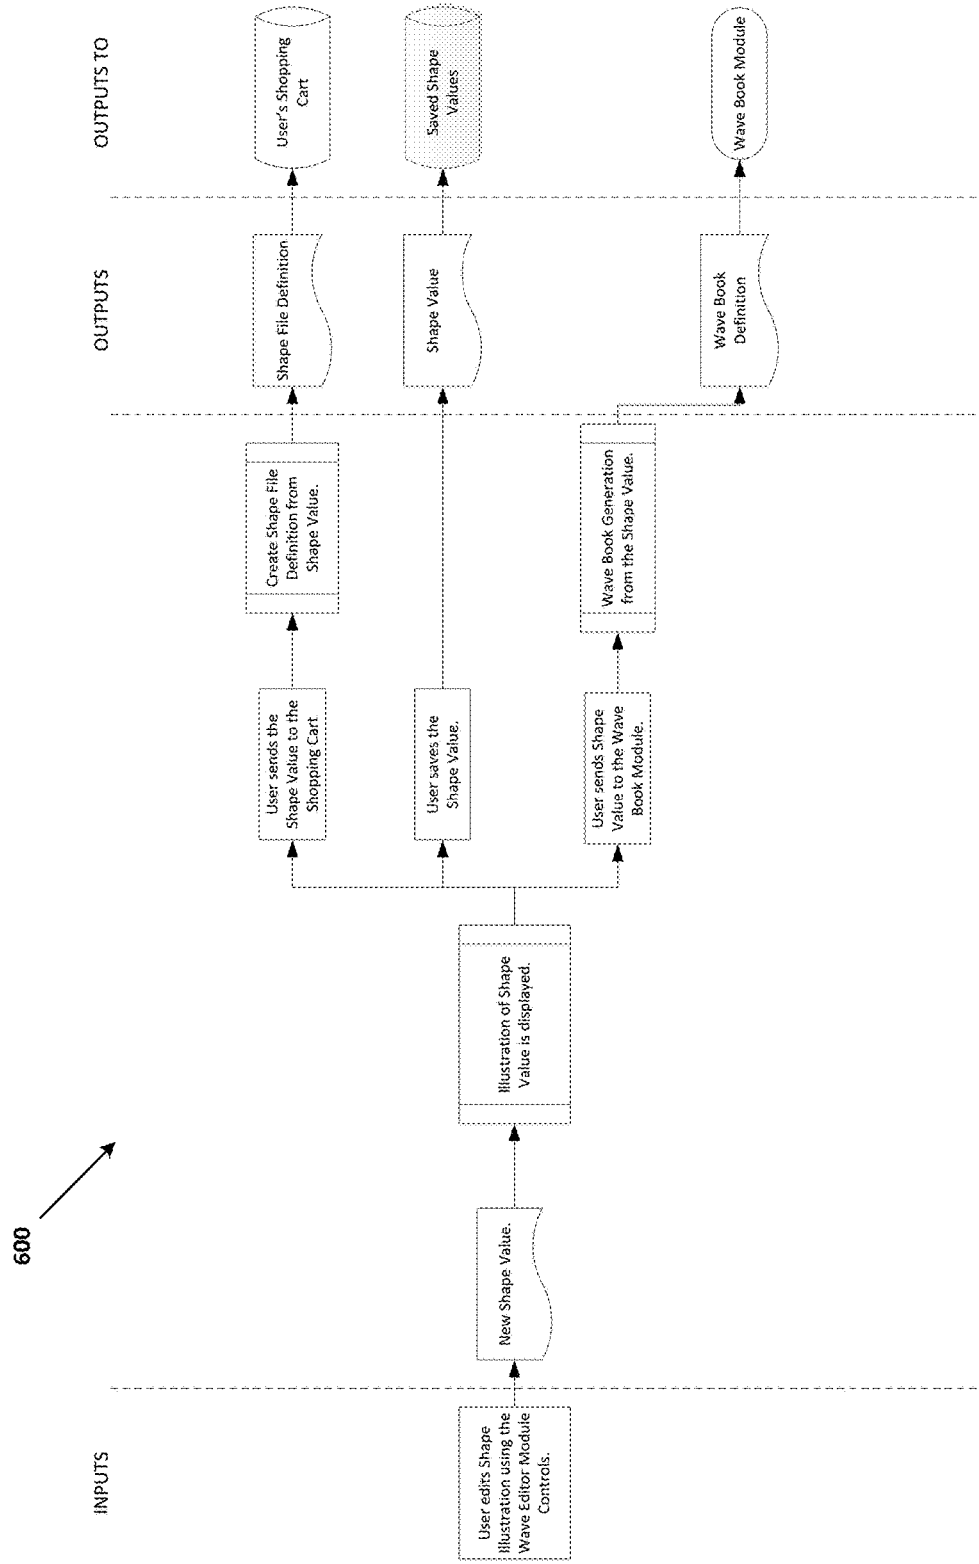 600
INPUTS
OUTPUTS
OUTPUTS TO
User edits Shape
Illustration using the
Wave Editor Module
Controls.
New Shape Value.
Illustration of Shape
Value is displayed.
User sends the
Shape Value to the
Shopping Cart
Create Shape File
Definition from
Shape Value.
Shape File Definition
User's Shopping
Cart
User saves the
Shape Value.
Shape Value
Saved Shape
Values
User sends Shape
Value to the Wave
Book Module.
Wave Book Generation
from the Shape Value.
Wave Book
Definition
Wave Book Module